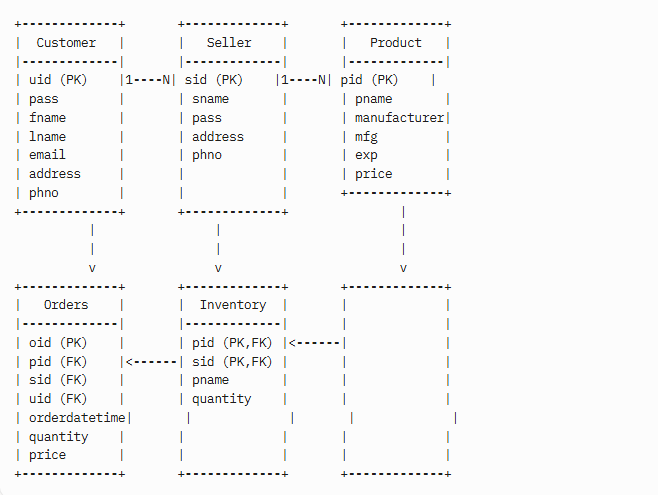 +-------------+       +-------------+       +-------------+
|  Customer   |       |   Seller    |       |   Product   |
|-------------|       |-------------|       |-------------|
| uid (PK)    |1----N| sid (PK)    |1----N| pid (PK)    |
| pass        |       | sname       |       | pname       |
| fname       |       | pass        |       | manufacturer|
| lname       |       | address     |       | mfg         |
| email       |       | phno        |       | exp         |
| address     |       |             |       | price       |
| phno        |       |             |       +-------------+
+-------------+       +-------------+               |
          |                |                        |
          |                |                        |
          v                v                        v
+-------------+       +-------------+       +-------------+
|   Orders    |       |  Inventory  |       |             |
|-------------|       |-------------|       |             |
| oid (PK)    |       | pid (PK,FK) |<------|             |
| pid (FK)    |<------| sid (PK,FK) |       |             |
| sid (FK)    |       | pname       |       |             |
| uid (FK)    |       | quantity    |       |             |
| orderdatetime|       |             |       |             |
| quantity    |       |             |       |             |
| price       |       |             |       |             |
+-------------+       +-------------+       +-------------+